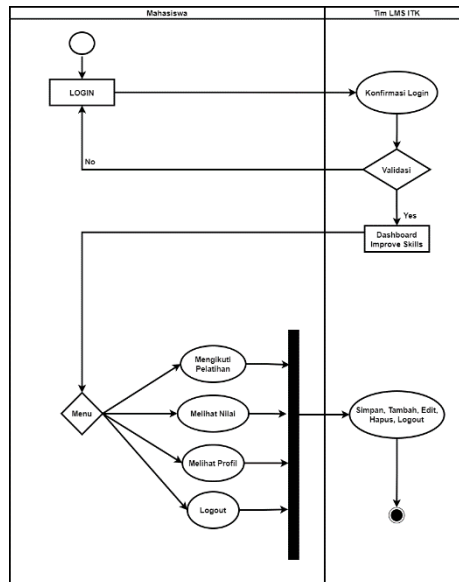 Mahasiswa
Tim LMS ITK
LOGIN
Konfirmasi Login
No
Validasi
Yes
Dashboard
Improve Skills
Mengikuti
Pelatihan
Menu
Melihat Nilai
Simpan, Tambah, Edit,
Hapus, Logout
Melihat Profil
Logout